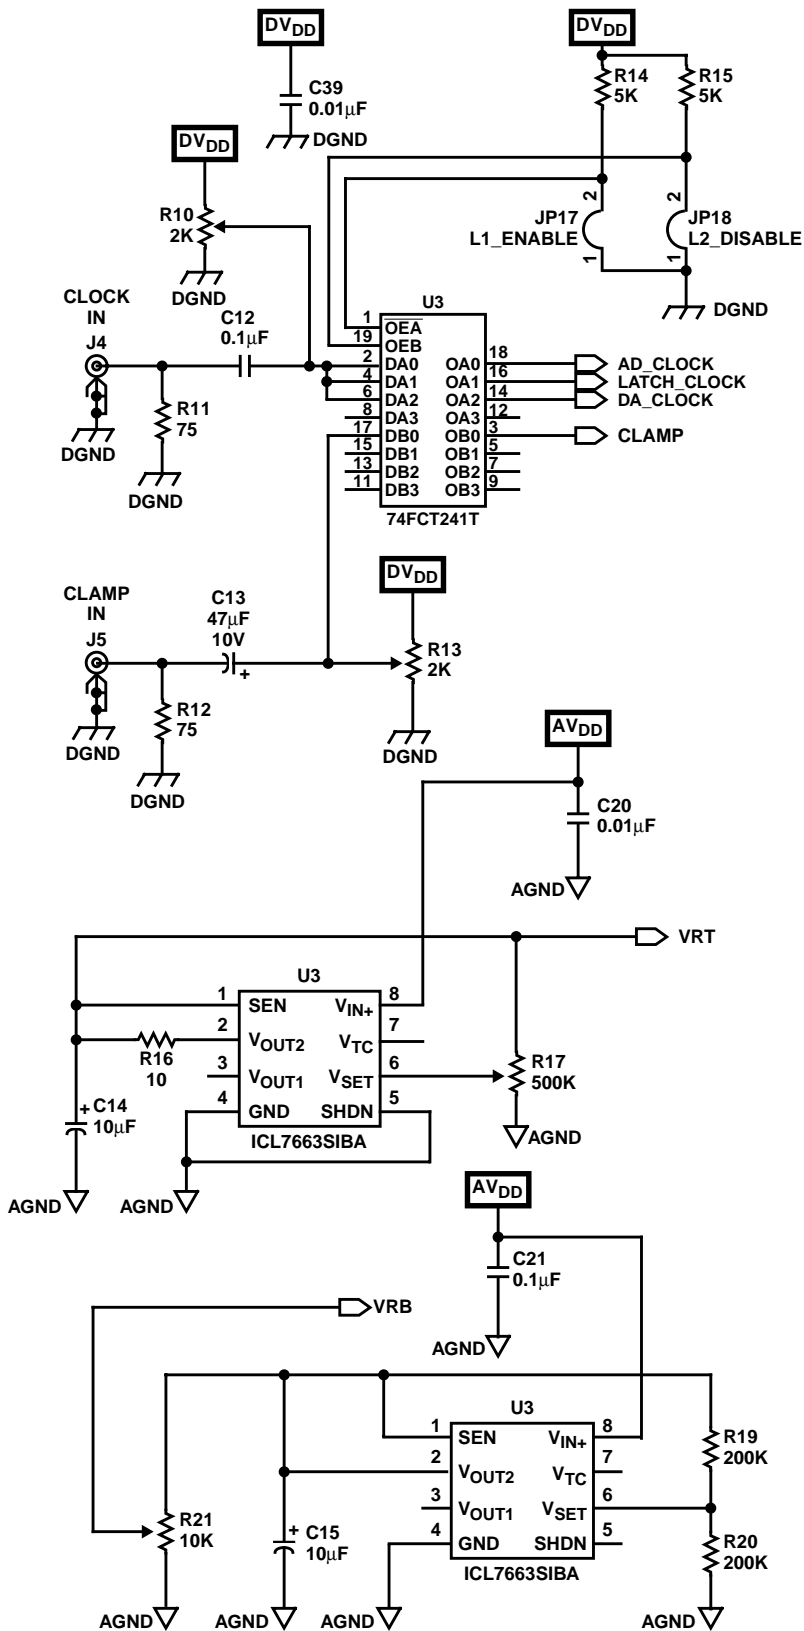 DVDD
DVDD
C39
0.01μF
DGND
R14
5K
R15
5K
DVDD
R10
2K
DGND
2
JP17
L1_ENABLE
1
2
JP18
L2_DISABLE
1
DGND
CLOCK
IN
J4
DGND
C12
0.1μF
R11
75
DGND
U3
1 OEA
19 OEB
2 DA0 OA0 18 AD_CLOCK
4 DA1 OA1 16 LATCH_CLOCK
6 DA2 OA2 14 DA_CLOCK
8 DA3 OA3 12
17 DB0 OB0 3 CLAMP
15 DB1 OB1 5
13 DB2 OB2 7
11 DB3 OB3 9
74FCT241T
CLAMP
IN
J5
DGND
C13
47μF
10V
+
R12
75
DGND
DVDD
R13
2K
DGND
AVDD
C20
0.01μF
AGND
VRT
U3
1 SEN VIN+ 8
2 VOUT2 VTC 7
3 VOUT1 VSET 6
4 GND SHDN 5
ICL7663SIBA
R16
10
+ C14
10μF
AGND
AGND
R17
500K
AGND
AVDD
C21
0.1μF
AGND
VRB
U3
1 SEN VIN+ 8
2 VOUT2 VTC 7
3 VOUT1 VSET 6
4 GND SHDN 5
ICL7663SIBA
R19
200K
R20
200K
R21
10K
+ C15
10μF
AGND
AGND
AGND
AGND